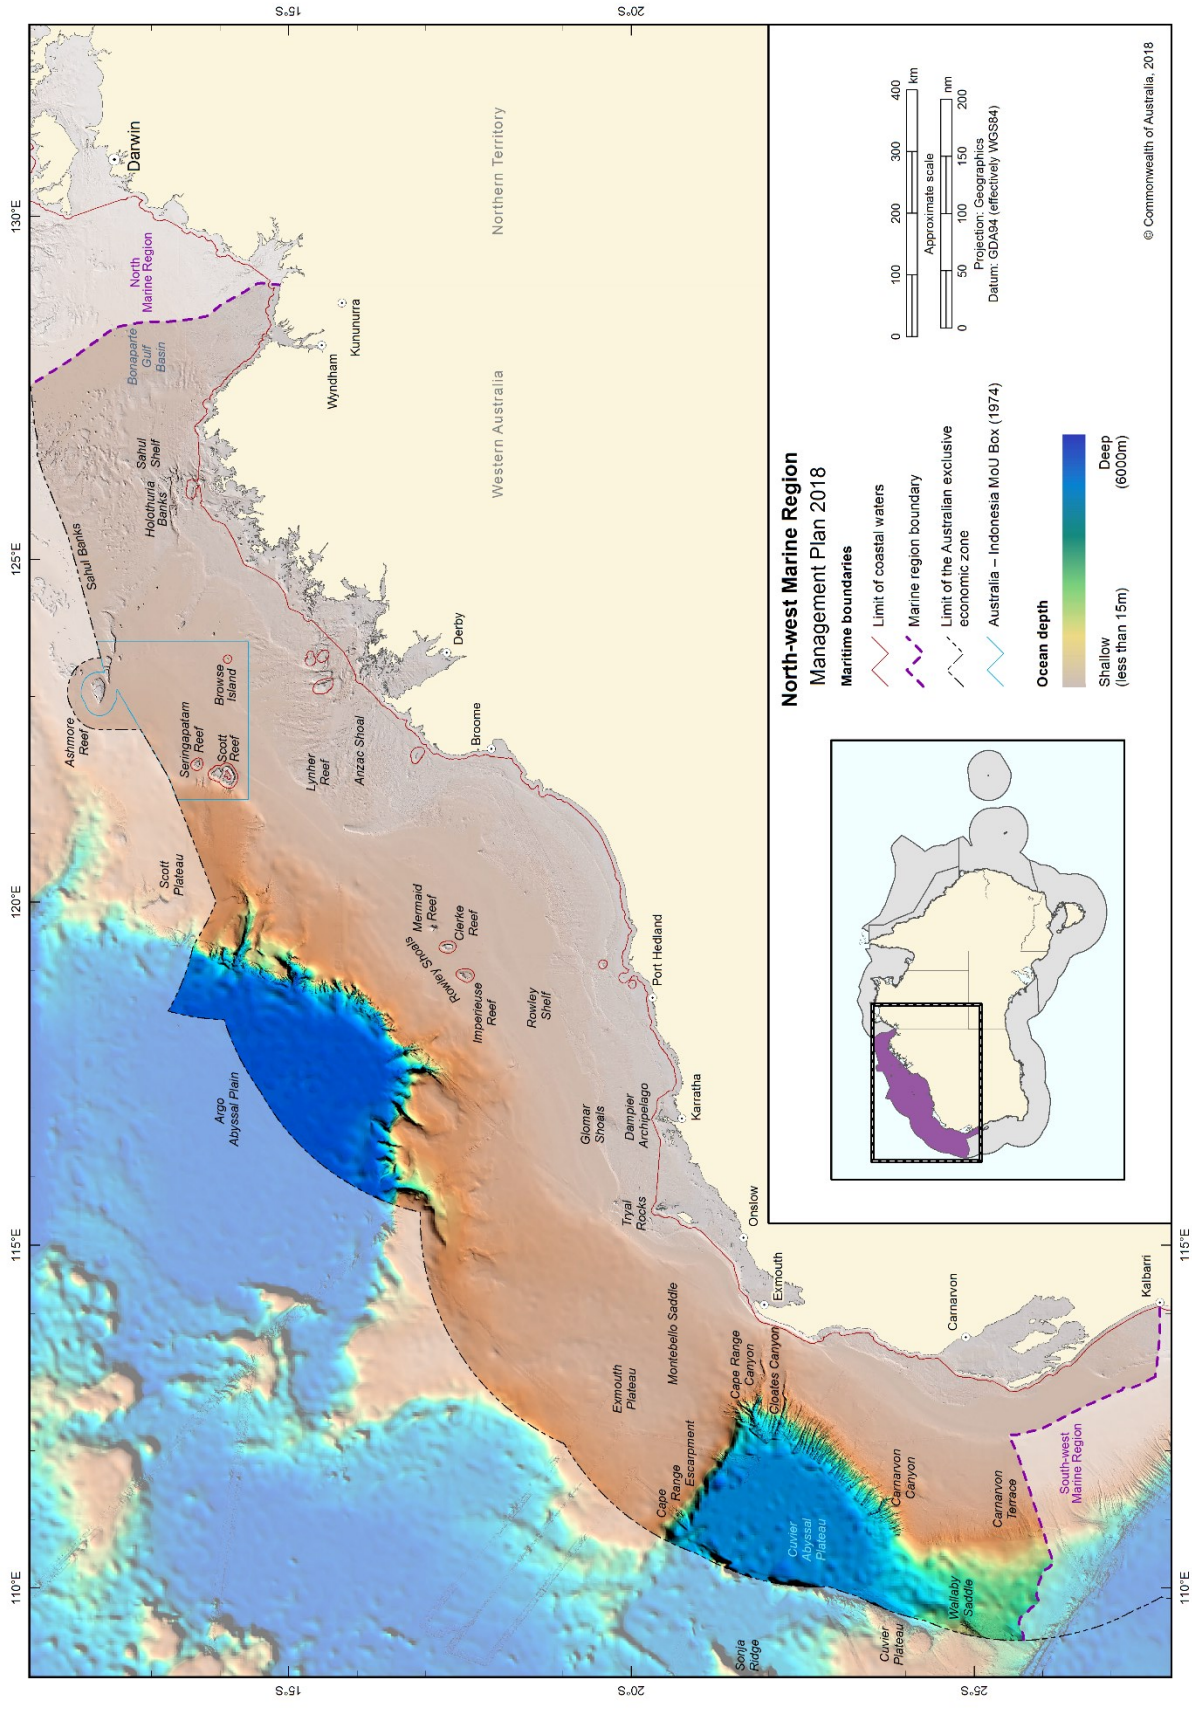 110°E
115°E
120°E
125°E
130°E
15°S
20°S
25°S
15°S
20°S
110°E
115°E
Darwin
North
Marine Region
Bonaparte
Gulf
Basin
Northern Territory
Kununurra
Wyndham
Western Australia
Sahul
Shelf
Holothuria
Banks
Sahul Banks
Ashmore
Reef
Seringapatam
Reef
Scott
Reef
Browse
Island
Derby
Broome
Lynher
Reef
Anzac Shoal
Scott
Plateau
Mermaid
Reef
Clerke
Reef
Rowley Shoals
Imperieuse
Reef
Rowley
Shelf
Port Hedland
Argo
Abyssal Plain
Glomar
Shoals
Dampier
Archipelago
Karratha
Tryal
Rocks
Onslow
Exmouth
Exmouth
Plateau
Montebello Saddle
Cape Range
Canyon
Cloates Canyon
Cape
Range
Escarpment
Carnarvon
Kalbarri
Cuvier
Abyssal
Plateau
Carnarvon
Canyon
Carnarvon
Terrace
South-west
Marine Region
Wallaby
Saddle
Cuvier
Plateau
Sonja
Ridge
North-west Marine Region
Management Plan 2018
Maritime boundaries
Limit of coastal waters
Marine region boundary
Limit of the Australian exclusive
economic zone
Australia – Indonesia MoU Box (1974)
Ocean depth
Shallow
(less than 15m)
Deep
(6000m)
0 100 200 300 400
km
Approximate scale
nm
0 50 100 150 200
Projection: Geographics
Datum: GDA94 (effectively WGS84)
© Commonwealth of Australia, 2018